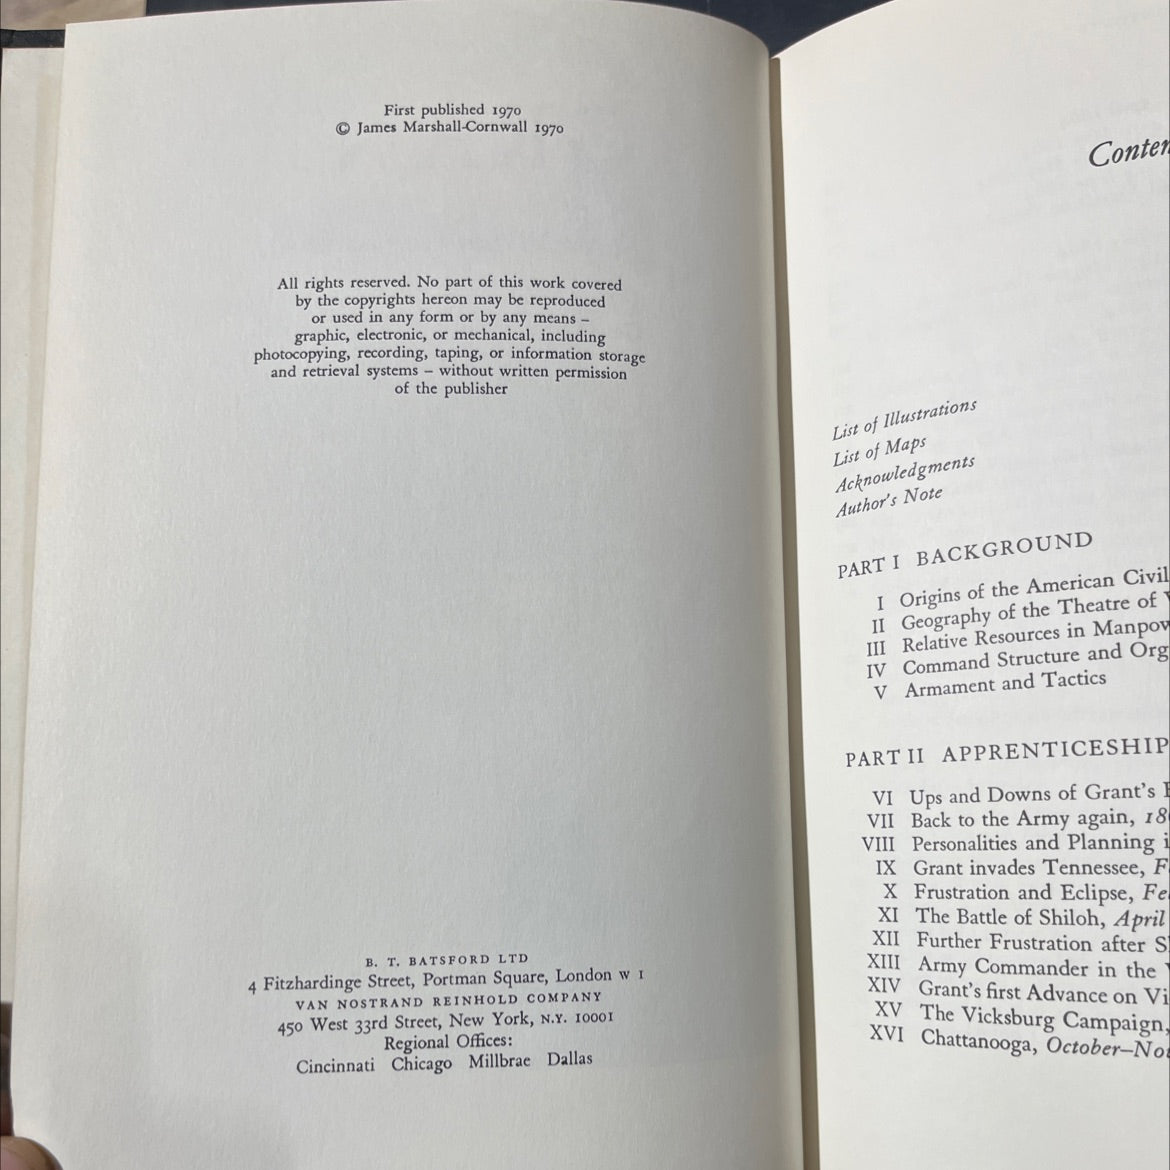 First published 1970
© James Marshall-Cornwall 1970
All rights reserved. No part of this work covered
by the copyrights hereon may be reproduced
or used in any form or by any means –
graphic, electronic, or mechanical, including
photocopying, recording, taping, or information storage
and retrieval systems – without written permission
of the publisher
B. T. BATSFORD LTD
4 Fitzhardinge Street, Portman Square, London W 1
VAN NOSTRAND REINHOLD COMPANY
450 West 33rd Street, New York, N.Y. 10001
Regional Offices:
Cincinnati Chicago Millbrae Dallas
List of Illustrations
List of Maps
Acknowledgments
Author's Note
PART I BACKGROUND
I Origins of the American Civil
II Geography of the Theatre of
III Relative Resources in
IV Command Structure and
V Armament and Tactics
PART II APPRENTICESHIP
VI Ups and Downs of Grant's
VII Back to the Army again,
VIII Personalities and Planning
IX Grant invades Tennessee,
X Frustration and Eclipse,
XI The Battle of Shiloh, April
XII Further Frustration after
XIII Army Commander in the
XIV Grant's first Advance on
XV The Vicksburg Campaign,
XVI Chattanooga,